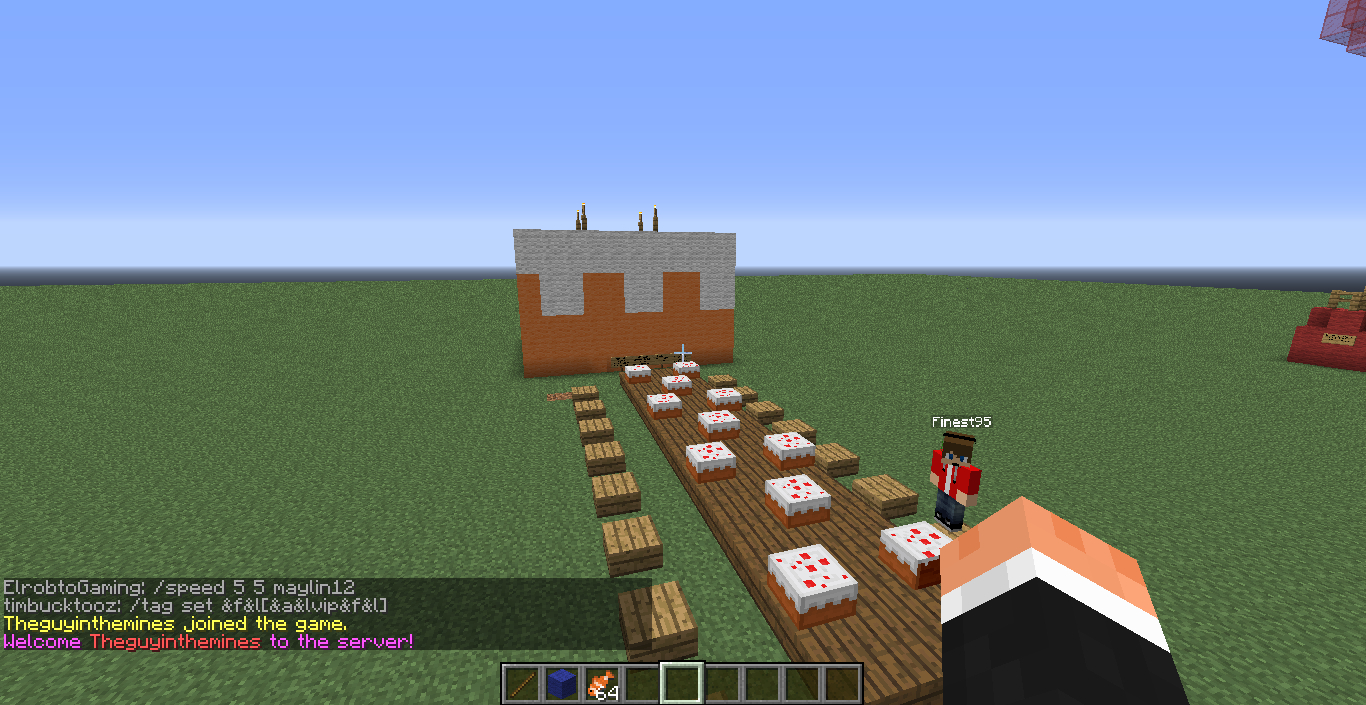 Finest95
ElrobtoGaming: /speed 5 5 maylin12
timbucktooz: /tag set &f&l[&a&lvip&f&l]
Theguyinthemines joined the game.
Welcome Theguyinthemines to the server!
64